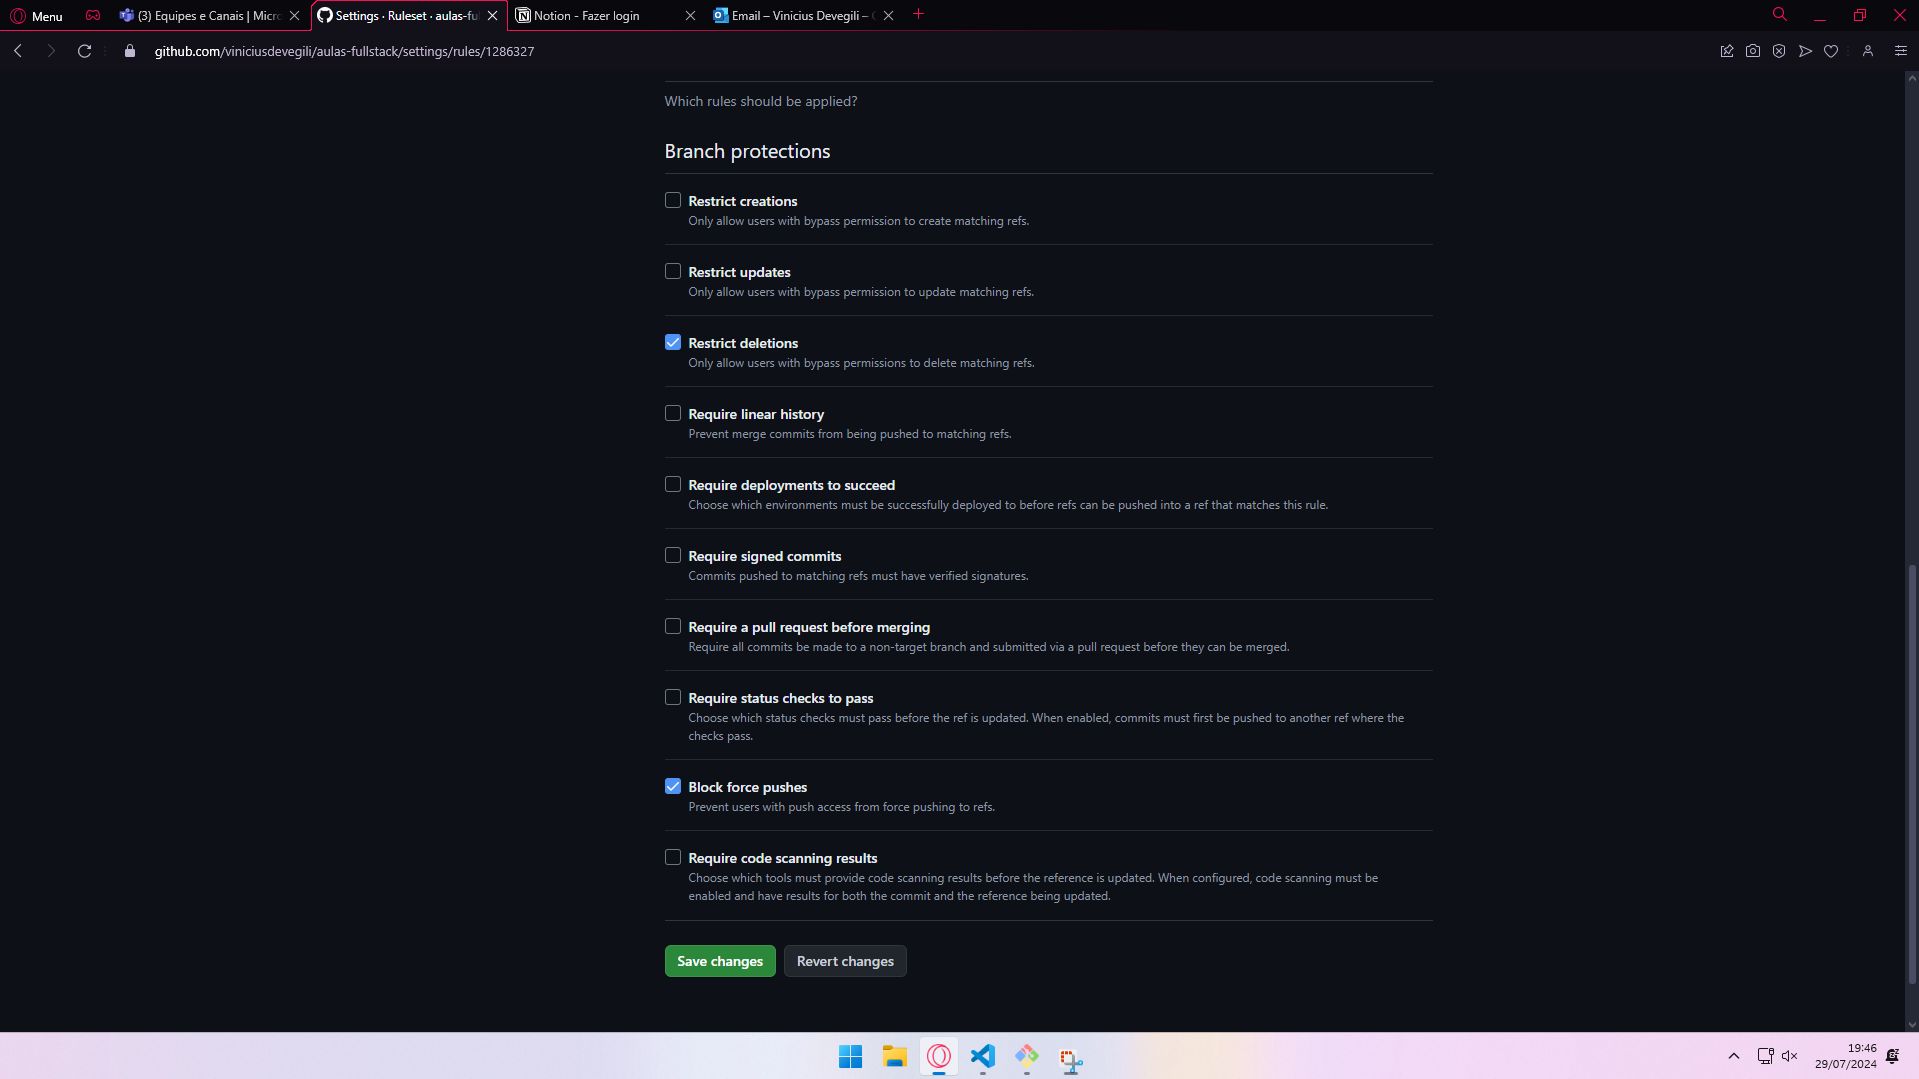 Menu
(3) Equipes e Canais | Micro
Settings · Ruleset · aulas-ful
Notion - Fazer login
Email – Vinicius Devegili –
github.com/viniciusdevegili/aulas-fullstack/settings/rules/1286327
Which rules should be applied?
Branch protections
Restrict creations
Only allow users with bypass permission to create matching refs.
Restrict updates
Only allow users with bypass permission to update matching refs.
Restrict deletions
Only allow users with bypass permissions to delete matching refs.
Require linear history
Prevent merge commits from being pushed to matching refs.
Require deployments to succeed
Choose which environments must be successfully deployed to before refs can be pushed into a ref that matches this rule.
Require signed commits
Commits pushed to matching refs must have verified signatures.
Require a pull request before merging
Require all commits be made to a non-target branch and submitted via a pull request before they can be merged.
Require status checks to pass
Choose which status checks must pass before the ref is updated. When enabled, commits must first be pushed to another ref where the
checks pass.
Block force pushes
Prevent users with push access from force pushing to refs.
Require code scanning results
Choose which tools must provide code scanning results before the reference is updated. When configured, code scanning must be
enabled and have results for both the commit and the reference being updated.
Save changes
Revert changes
19:46
29/07/2024